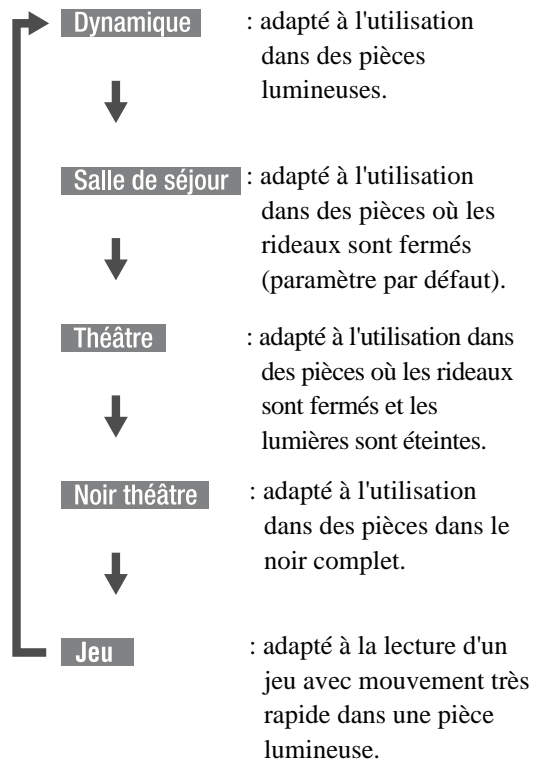 Dynamique : adapté à l'utilisation
dans des pièces
lumineuses.
Salle de séjour : adapté à l'utilisation
dans des pièces où les
rideaux sont fermés
(paramètre par défaut).
Théâtre : adapté à l'utilisation dans
des pièces où les rideaux
sont fermés et les
lumières sont éteintes.
Noir théâtre : adapté à l'utilisation
dans des pièces dans le
noir complet.
Jeu : adapté à la lecture d'un
jeu avec mouvement très
rapide dans une pièce
lumineuse.